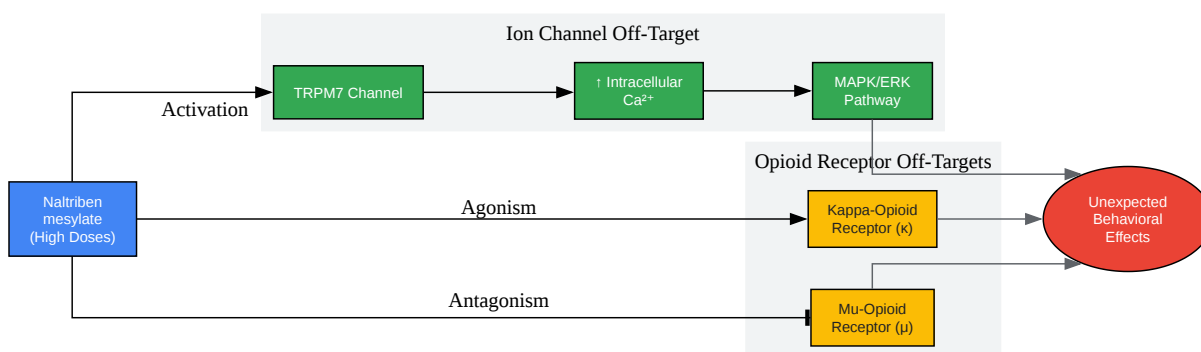 Ion Channel Off-Target
TRPM7 Channel
↑ Intracellular
Ca²⁺
MAPK/ERK
Pathway
Activation
Opioid Receptor Off-Targets
Naltriben
mesylate
(High Doses)
Agonism
Kappa-Opioid
Receptor (κ)
Unexpected
Behavioral
Effects
Antagonism
Mu-Opioid
Receptor (μ)